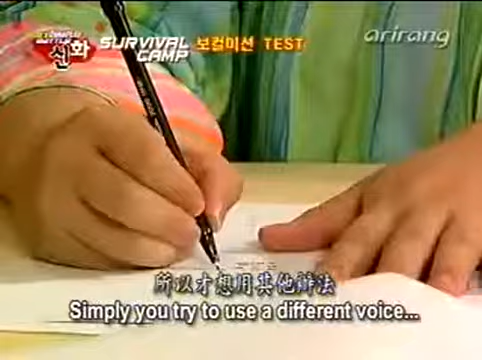 신화
SURVIVAL
CAMP
보컬미션 TEST
arirang
所以才想用其他辦法
Simply you try to use a different voice...